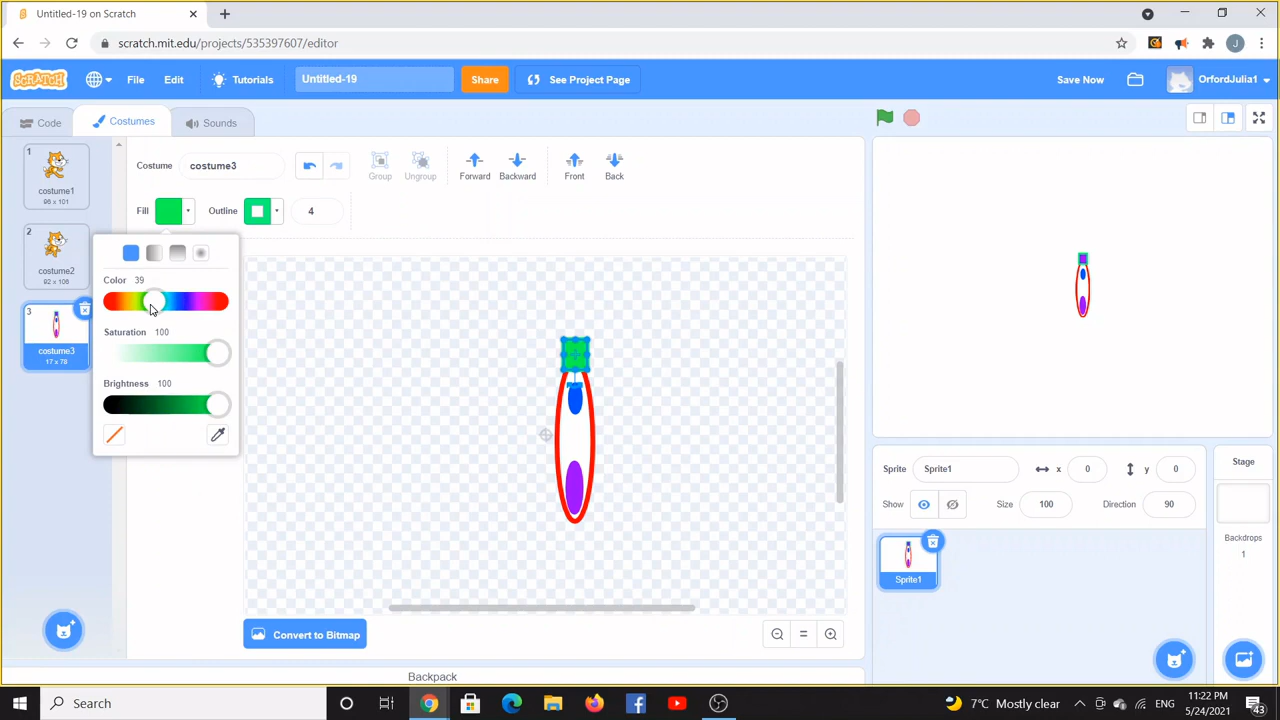 Untitled-19 on Scratch
scratch.mit.edu/projects/535397607/editor
J
SCRATCH
File
Edit
Tutorials
Untitled-19
Share
See Project Page
Save Now
OrfordJulia1
Code
Costumes
Sounds
1
costume1
96 x 101
2
costume2
92 x 106
3
costume3
17 x 78
Costume
costume3
Group
Ungroup
Forward
Backward
Front
Back
Fill
Outline
4
Color 39
Saturation 100
Brightness 100
Convert to Bitmap
Backpack
Sprite
Sprite1
x
0
y
0
Show
Size
100
Direction
90
Sprite1
Stage
Backdrops
1
Search
7°C Mostly clear
ENG
11:22 PM
5/24/2021
43